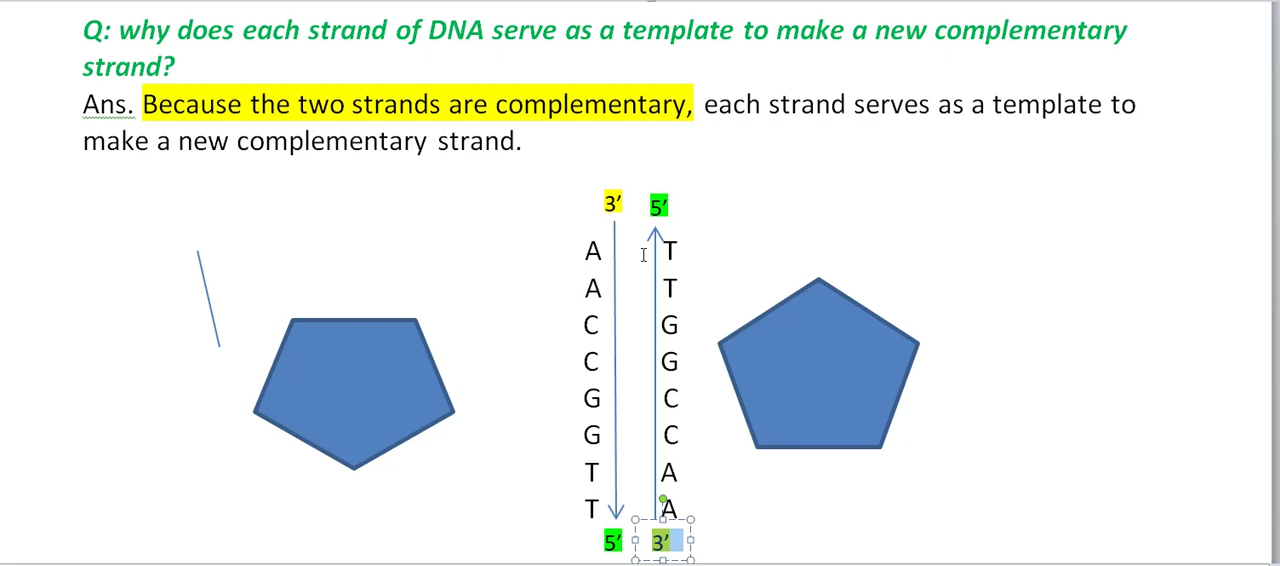 Q: why does each strand of DNA serve as a template to make a new complementary
strand?
Ans. Because the two strands are complementary, each strand serves as a template to
make a new complementary strand.
3’ 5’
A T
A T
C G
C G
G C
G C
T A
T A
5’ 3’